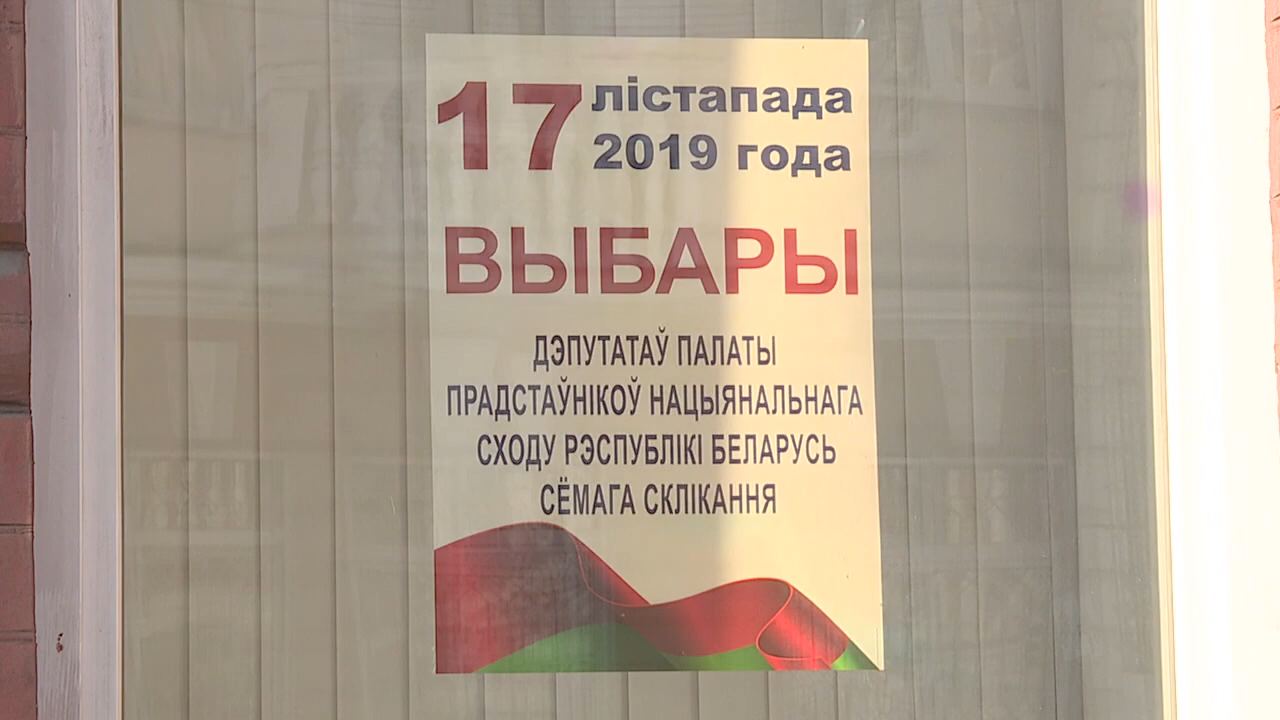 17 лістапада
2019 года
ВЫБАРЫ
ДЭПУТАТАЎ ПАЛАТЫ
ПРАДСТАЎНІКОЎ НАЦЫЯНАЛЬНАГА
СХОДУ РЭСПУБЛІКІ БЕЛАРУСЬ
СЁМАГА СКЛІКАННЯ